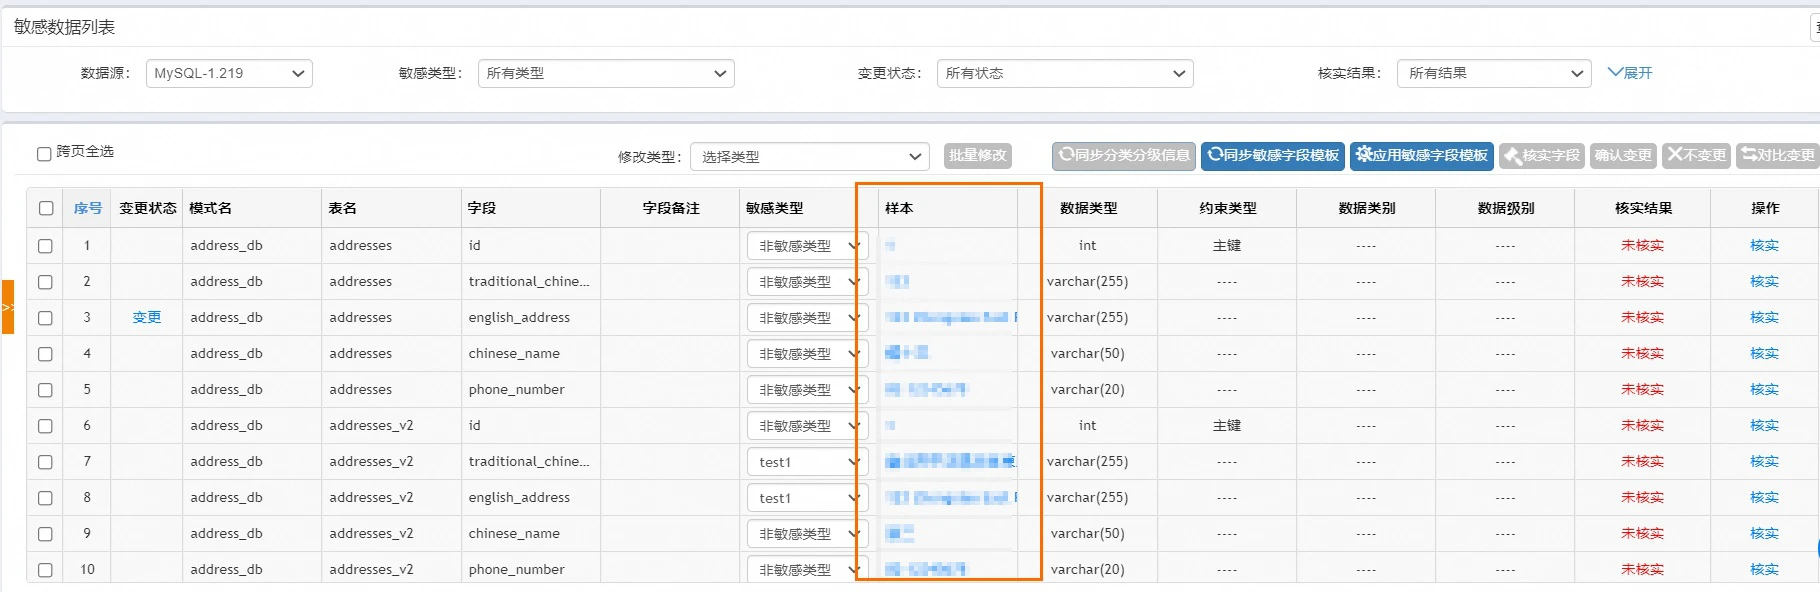 敏感数据列表
数据源： MySQL-1.219 敏感类型： 所有类型 变更状态： 所有状态 核实结果： 所有结果 展开
跨页全选 修改类型： 选择类型 批量修改 同步分类分级信息 同步敏感字段模板 应用敏感字段模板 核实字段 确认变更 不变更 对比变更
序号 变更状态 模式名 表名 字段 字段备注 敏感类型 样本 数据类型 约束类型 数据类别 数据级别 核实结果 操作
1 address_db addresses id 非敏感类型 int 主键 ---- ---- 未核实 核实
2 address_db addresses traditional_chine... 非敏感类型 varchar(255) ---- ---- ---- 未核实 核实
>> 3 变更 address_db addresses english_address 非敏感类型 varchar(255) ---- ---- ---- 未核实 核实
4 address_db addresses chinese_name 非敏感类型 varchar(50) ---- ---- ---- 未核实 核实
5 address_db addresses phone_number 非敏感类型 varchar(20) ---- ---- ---- 未核实 核实
6 address_db addresses_v2 id 非敏感类型 int 主键 ---- ---- 未核实 核实
7 address_db addresses_v2 traditional_chine... test1 varchar(255) ---- ---- ---- 未核实 核实
8 address_db addresses_v2 english_address test1 varchar(255) ---- ---- ---- 未核实 核实
9 address_db addresses_v2 chinese_name 非敏感类型 varchar(50) ---- ---- ---- 未核实 核实
10 address_db addresses_v2 phone_number 非敏感类型 varchar(20) ---- ---- ---- 未核实 核实